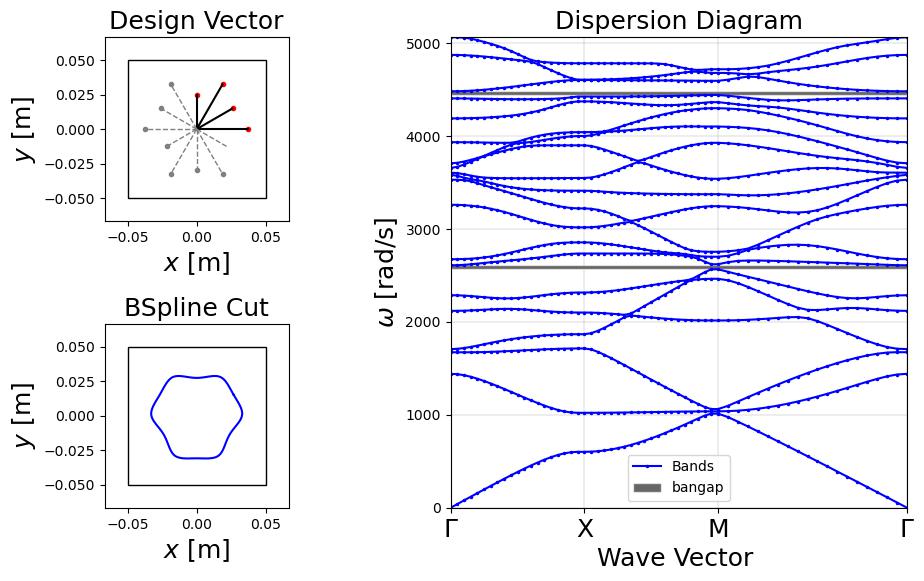 Design Vector
0.050
0.025
0.000
−0.025
−0.050
y [m]
−0.05 0.00 0.05
x [m]
BSpline Cut
0.050
0.025
0.000
−0.025
−0.050
y [m]
−0.05 0.00 0.05
x [m]
Dispersion Diagram
5000
4000
3000
2000
1000
0
ω [rad/s]
Bands
bangap
Γ X M Γ
Wave Vector